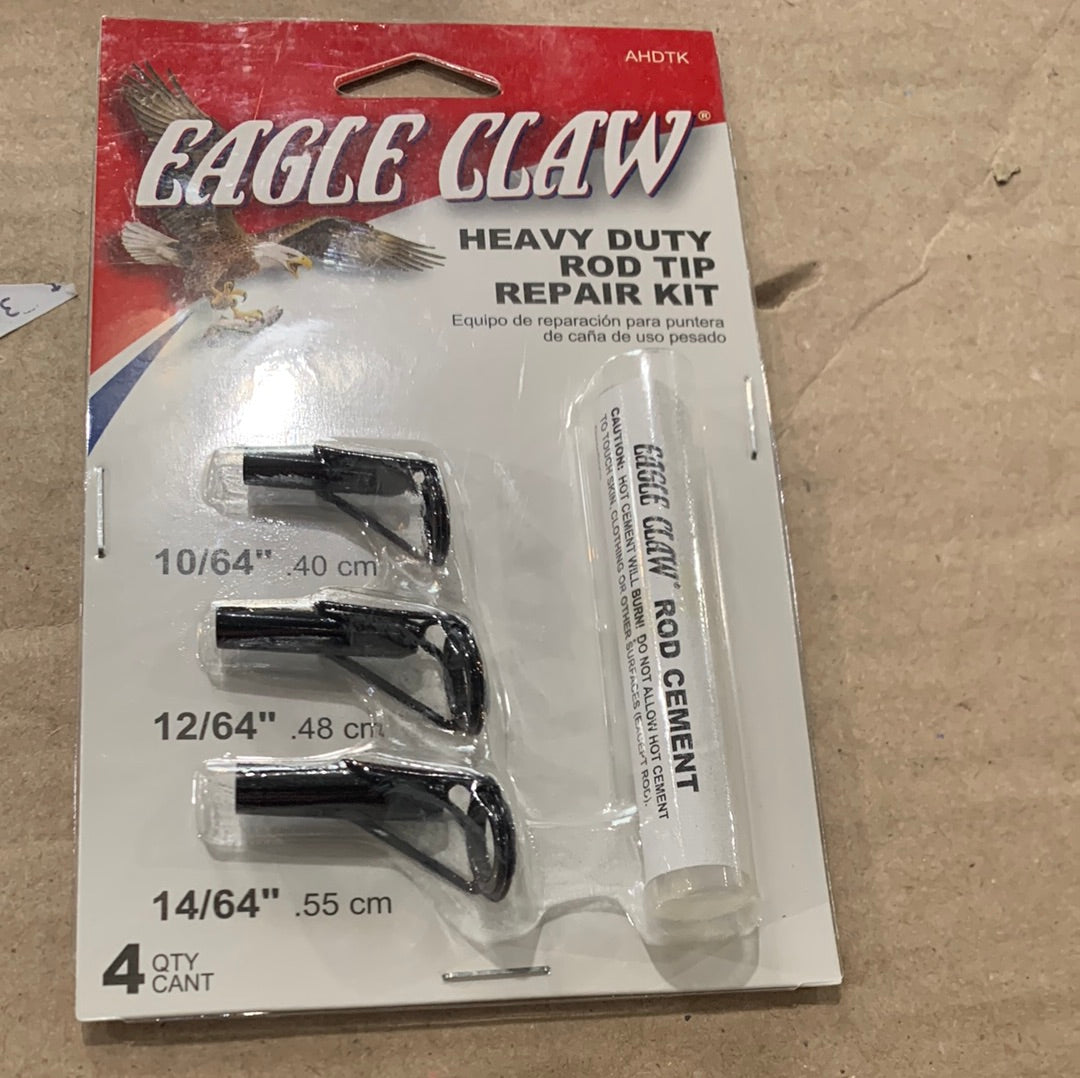 AHDTK
EAGLE CLAW®
HEAVY DUTY
ROD TIP
REPAIR KIT
Equipo de reparación para puntera
de caña de uso pesado
10/64" .40 cm
12/64" .48 cm
14/64" .55 cm
4 QTY
CANT
EAGLE CLAW® ROD CEMENT
CAUTION: HOT CEMENT WILL BURN! DO NOT ALLOW HOT CEMENT
TO TOUCH SKIN, CLOTHING OR OTHER SURFACES (EXCEPT ROD).
3